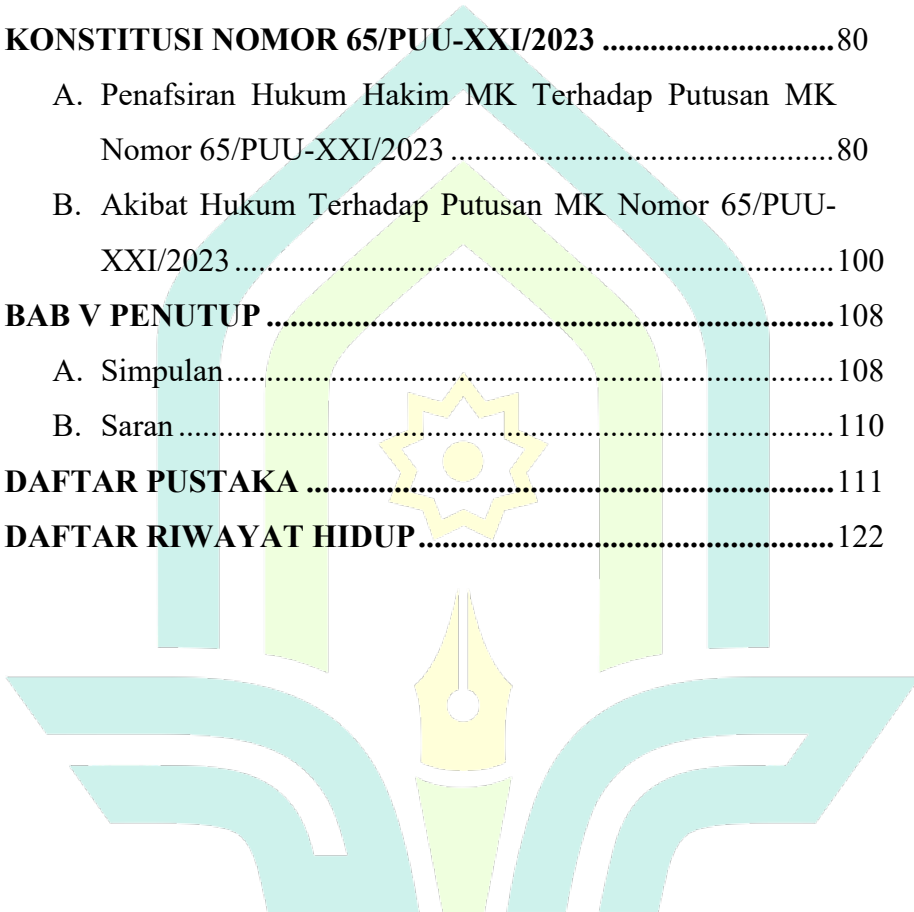 KONSTITUSI NOMOR 65/PUU-XXI/2023 ............................80
A. Penafsiran Hukum Hakim MK Terhadap Putusan MK
Nomor 65/PUU-XXI/2023 ...............................................80
B. Akibat Hukum Terhadap Putusan MK Nomor 65/PUU-
XXI/2023 .........................................................................100
BAB V PENUTUP ......................................................................108
A. Simpulan..........................................................................108
B. Saran................................................................................110
DAFTAR PUSTAKA .................................................................111
DAFTAR RIWAYAT HIDUP...................................................122